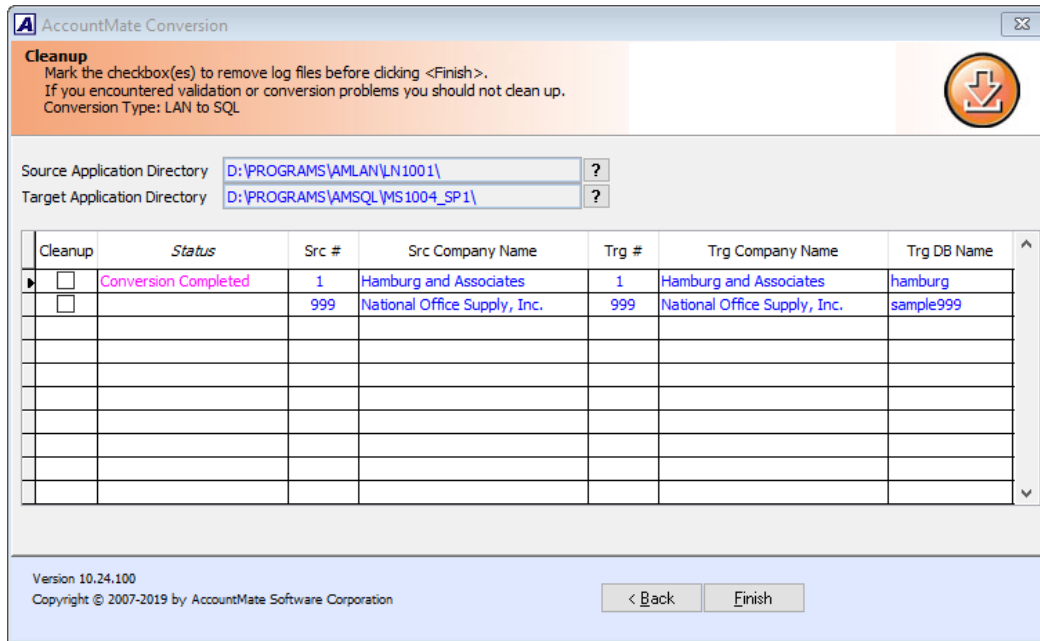 AccountMate Conversion
Cleanup
Mark the checkbox(es) to remove log files before clicking <Finish>.
If you encountered validation or conversion problems you should not clean up.
Conversion Type: LAN to SQL
Source Application Directory D:\PROGRAMS\AMLAN\LN1001\ ?
Target Application Directory D:\PROGRAMS\AMSQL\MS1004_SP1\ ?
Cleanup Status Src # Src Company Name Trg # Trg Company Name Trg DB Name
Conversion Completed 1 Hamburg and Associates 1 Hamburg and Associates hamburg
999 National Office Supply, Inc. 999 National Office Supply, Inc. sample999
Version 10.24.100
Copyright © 2007-2019 by AccountMate Software Corporation
< Back Finish